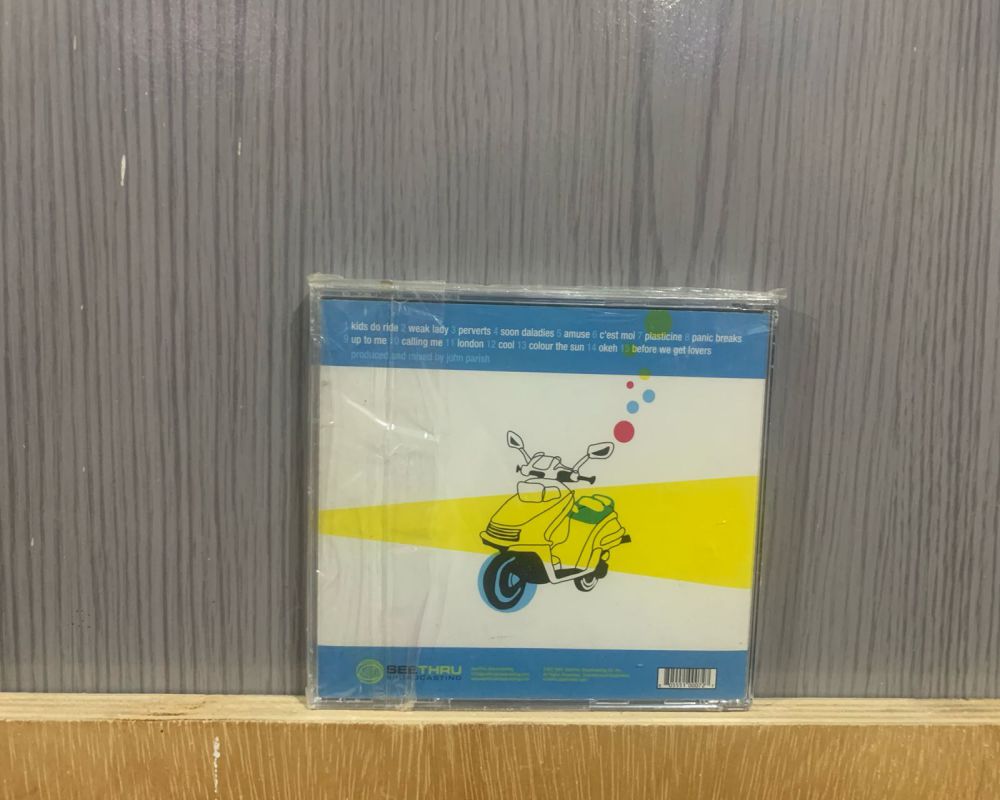 1 kids do ride 2 weak lady 3 perverts 4 soon daladies 5 amuse 6 c'est moi 7 plasticine 8 panic breaks
9 up to me 10 calling me 11 london 12 cool 13 colour the sun 14 okeh 15 before we get lovers
produced and mixed by john parish
SEETHRU
BROADCASTING